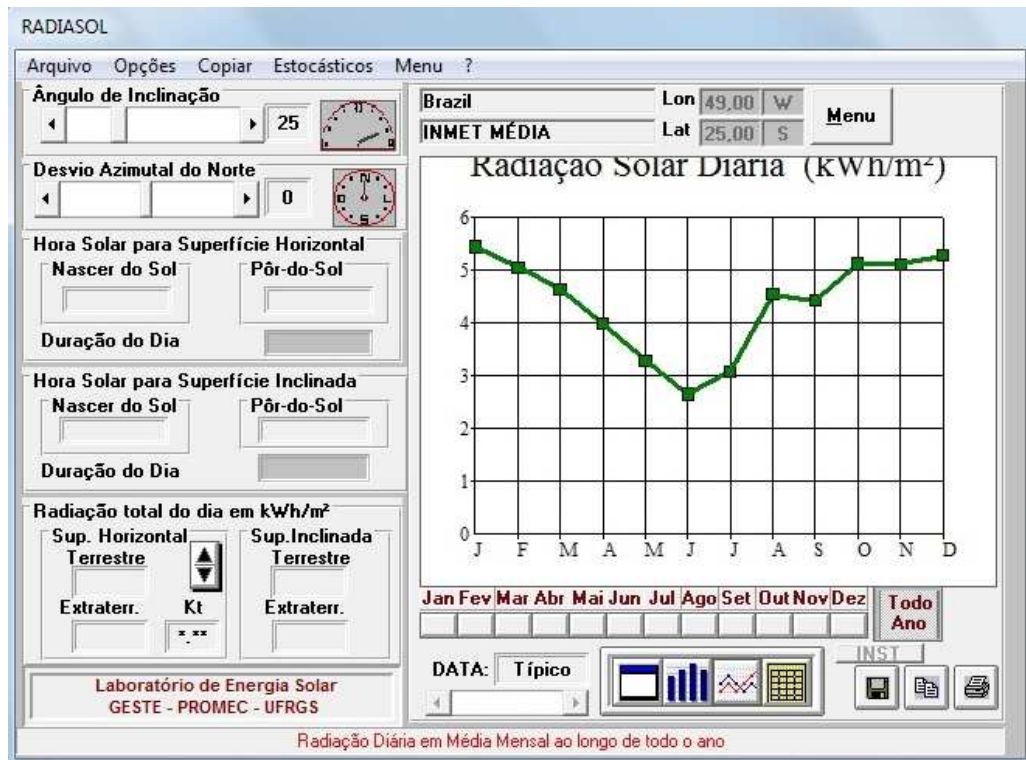 RADIASOL
Arquivo Opções Copiar Estocásticos Menu ?
Ângulo de Inclinação
25
Desvio Azimutal do Norte
0
N
L
S
Hora Solar para Superfície Horizontal
Nascer do Sol Pôr-do-Sol
Duração do Dia
Hora Solar para Superfície Inclinada
Nascer do Sol Pôr-do-Sol
Duração do Dia
Radiação total do dia em kWh/m²
Sup. Horizontal Sup.Inclinada
Terrestre Terrestre
Extraterr. Kt Extraterr.
*.**
Laboratório de Energia Solar
GESTE - PROMEC - UFRGS
Brazil Lon 49,00 W
INMET MÉDIA Lat 25,00 S
Menu
Radiação Solar Diária (kWh/m²)
6
5
4
3
2
1
0
J F M A M J J A S O N D
Jan Fev Mar Abr Mai Jun Jul Ago Set Out Nov Dez
Todo
Ano
DATA: Típico
INST
Radiação Diária em Média Mensal ao longo de todo o ano